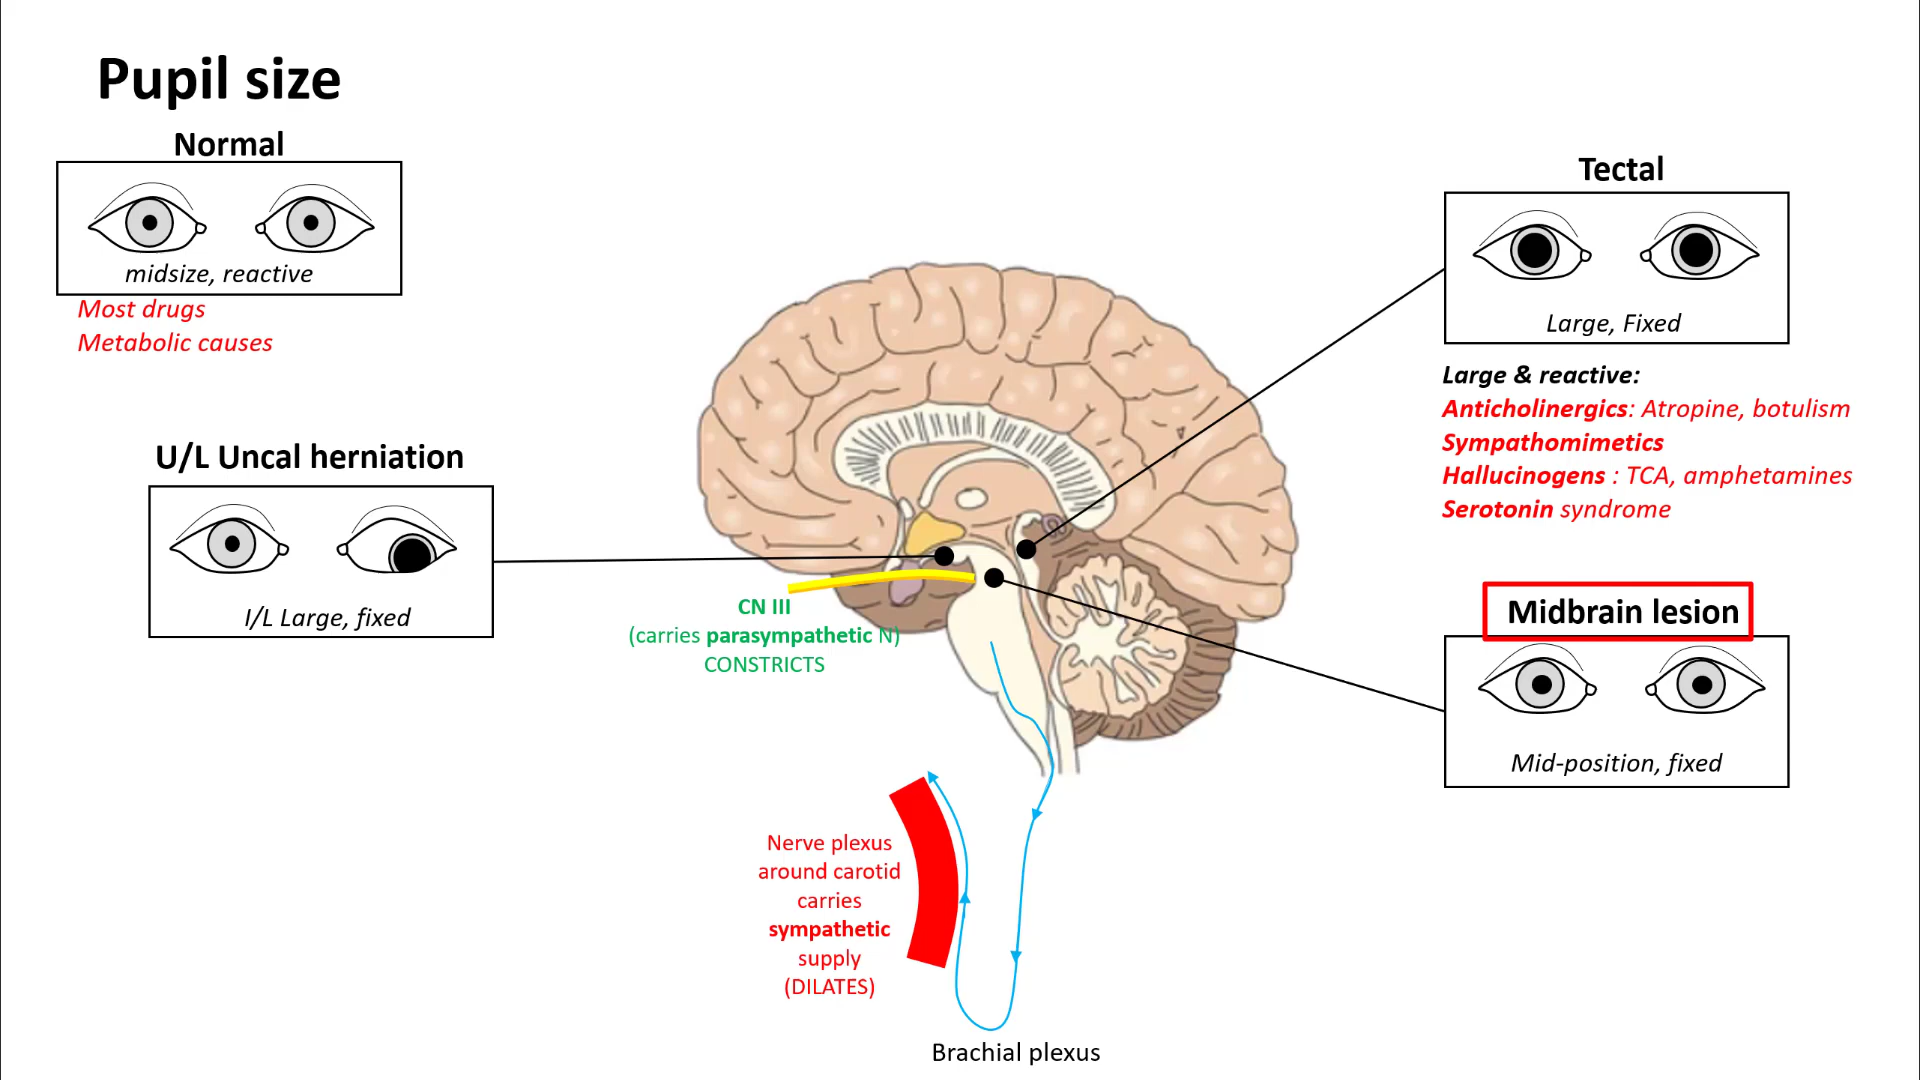 Pupil size
Normal
midsize, reactive
Most drugs
Metabolic causes
U/L Uncal herniation
I/L Large, fixed
CN III
(carries parasympathetic N)
CONSTRICTS
Nerve plexus
around carotid
carries
sympathetic
supply
(DILATES)
Brachial plexus
Tectal
Large, Fixed
Large & reactive:
Anticholinergics: Atropine, botulism
Sympathomimetics
Hallucinogens : TCA, amphetamines
Serotonin syndrome
Midbrain lesion
Mid-position, fixed